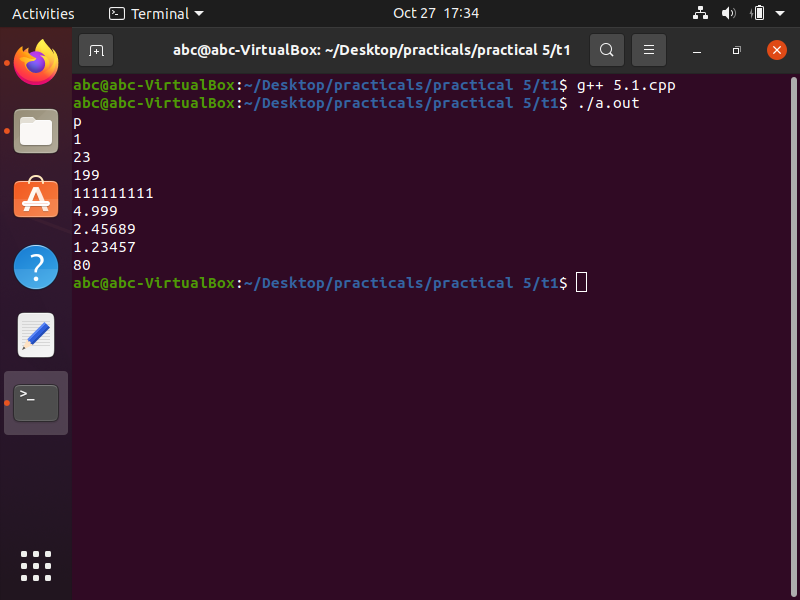 Activities
Terminal
Oct 27 17:34
abc@abc-VirtualBox: ~/Desktop/practicals/practical 5/t1
abc@abc-VirtualBox:~/Desktop/practicals/practical 5/t1$ g++ 5.1.cpp
abc@abc-VirtualBox:~/Desktop/practicals/practical 5/t1$ ./a.out
p
1
23
199
111111111
4.999
2.45689
1.23457
80
abc@abc-VirtualBox:~/Desktop/practicals/practical 5/t1$